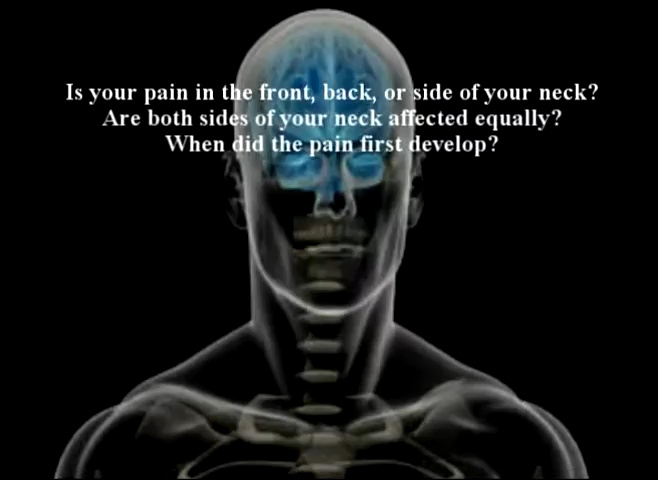 Is your pain in the front, back, or side of your neck?
Are both sides of your neck affected equally?
When did the pain first develop?